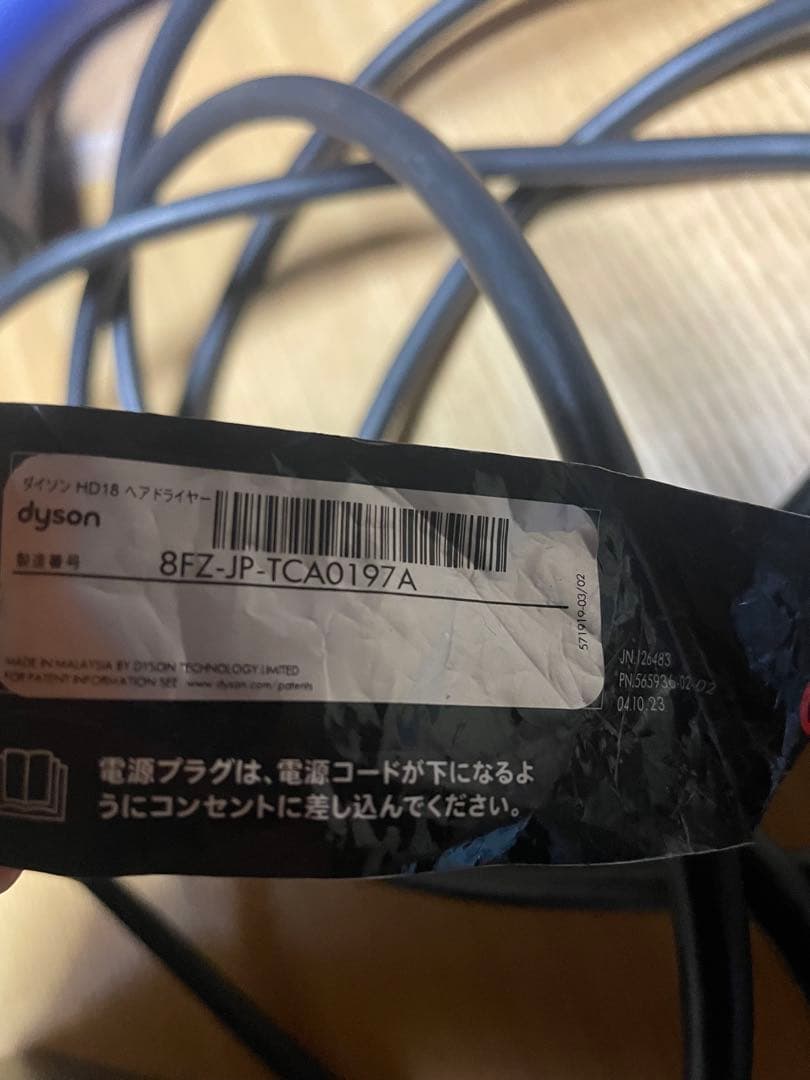 ダイソン HD18 ヘアドライヤー
dyson
製造番号
8FZ-JP-TCA0197A
571919-03/02
MADE IN MALAYSIA BY DYSON TECHNOLOGY LIMITED
FOR PATENT INFORMATION SEE www.dyson.com/patents
JN.126483
PN.565936-02-02
04.10.23
電源プラグは、電源コードが下になるよ
うにコンセントに差し込んでください。